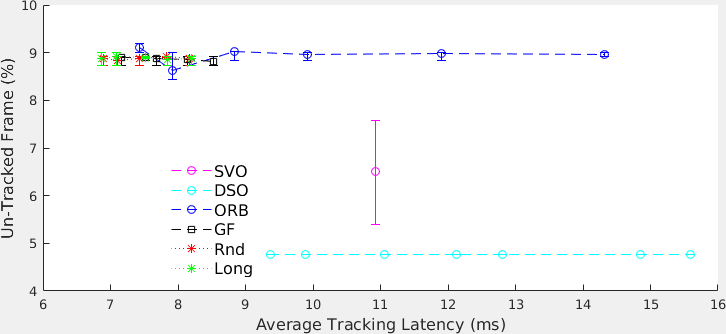 10
9
8
7
6
5
4
Un-Tracked Frame (%)
SVO
DSO
ORB
GF
Rnd
Long
6 7 8 9 10 11 12 13 14 15 16
Average Tracking Latency (ms)